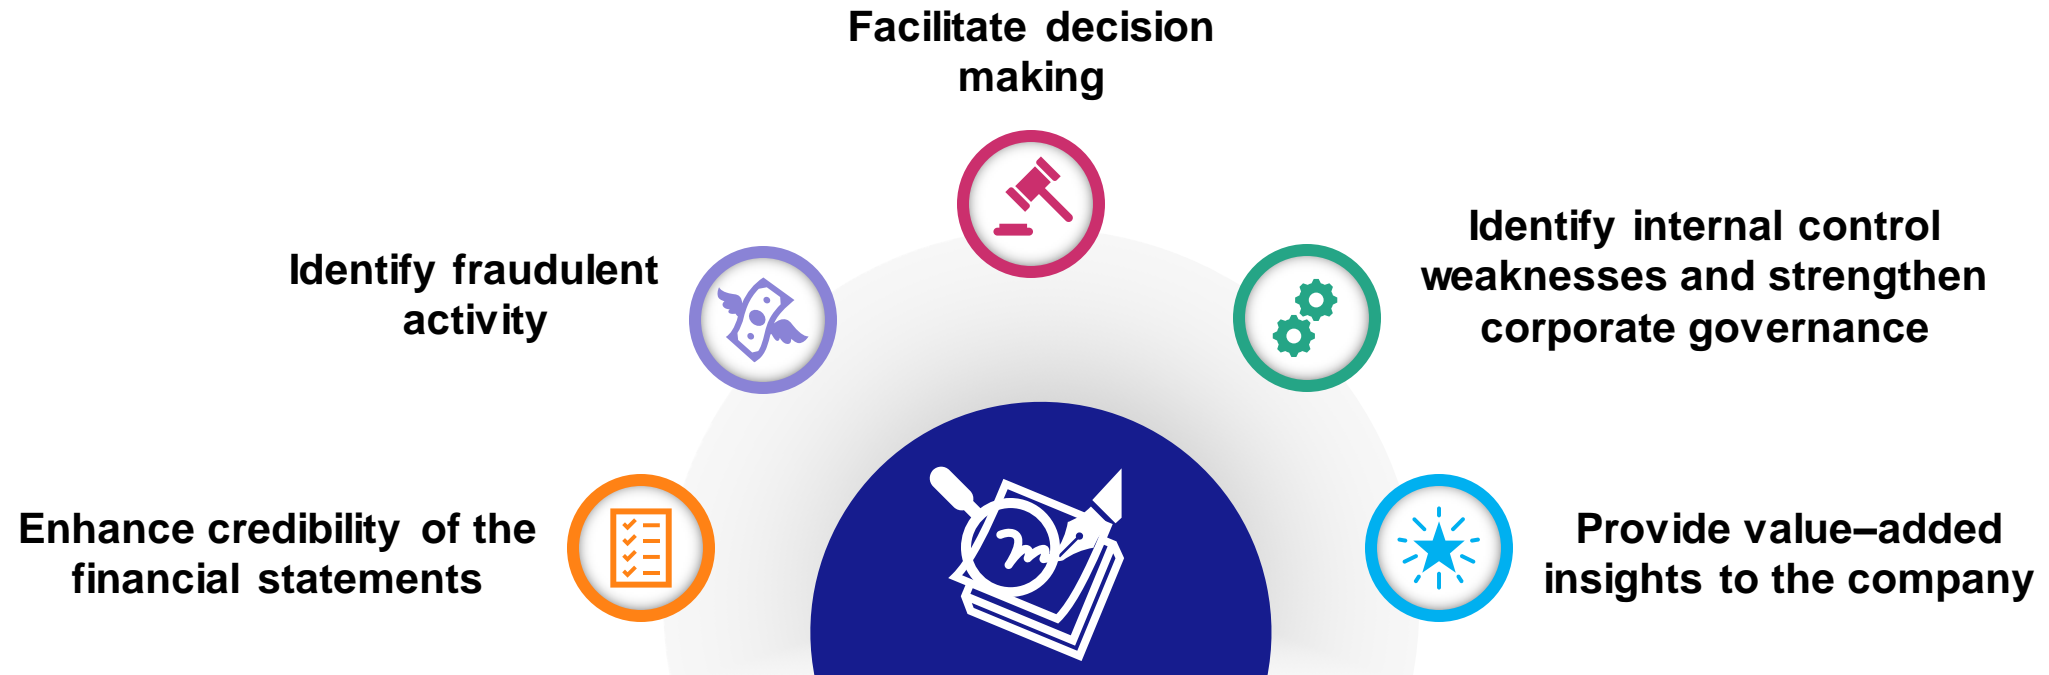 Facilitate decision
making
Identify fraudulent
activity
Identify internal control
weaknesses and strengthen
corporate governance
Enhance credibility of the
financial statements
Provide value–added
insights to the company